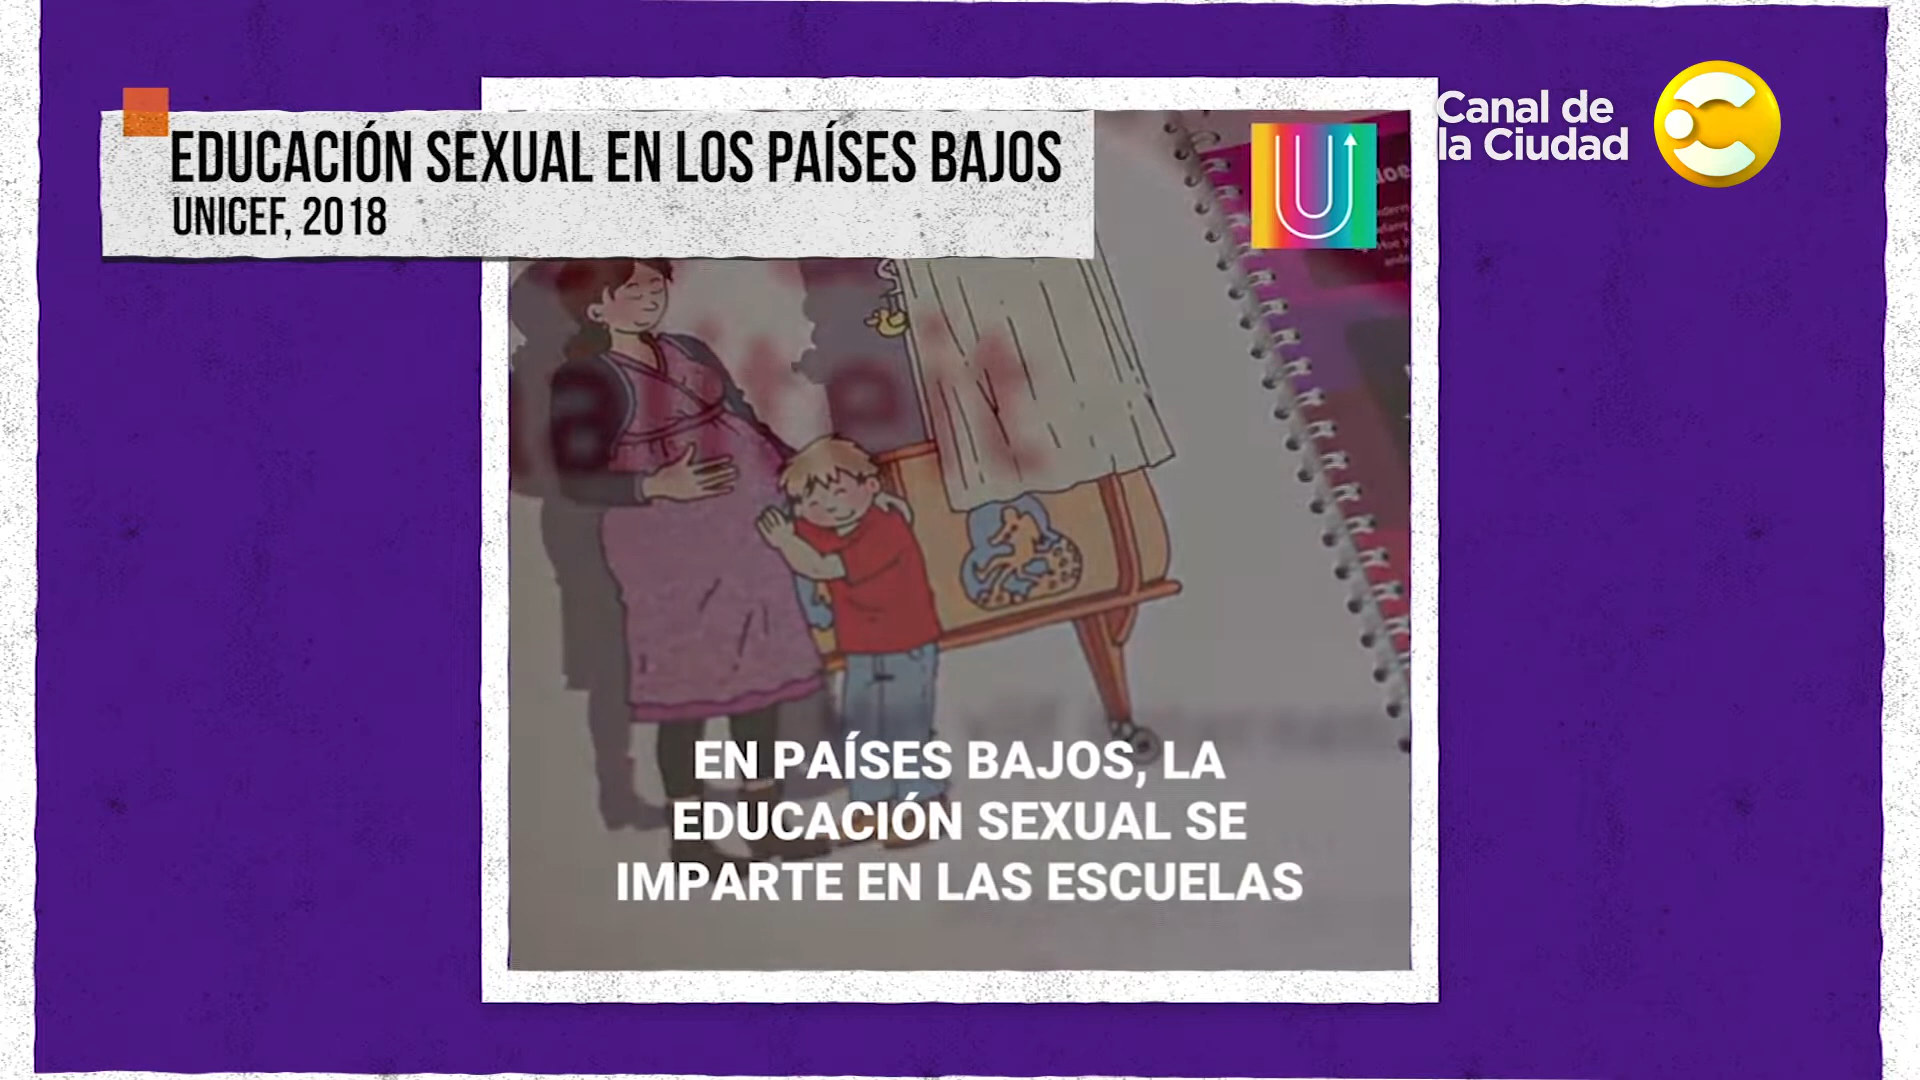 EDUCACIÓN SEXUAL EN LOS PAÍSES BAJOS
UNICEF, 2018
Canal de
la Ciudad
U
EN PAÍSES BAJOS, LA
EDUCACIÓN SEXUAL SE
IMPARTE EN LAS ESCUELAS